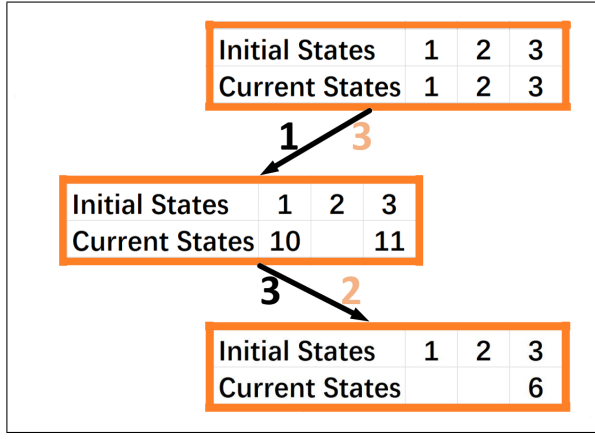 Initial States 1 2 3
Current States 1 2 3
1 3
Initial States 1 2 3
Current States 10 11
3 2
Initial States 1 2 3
Current States 6